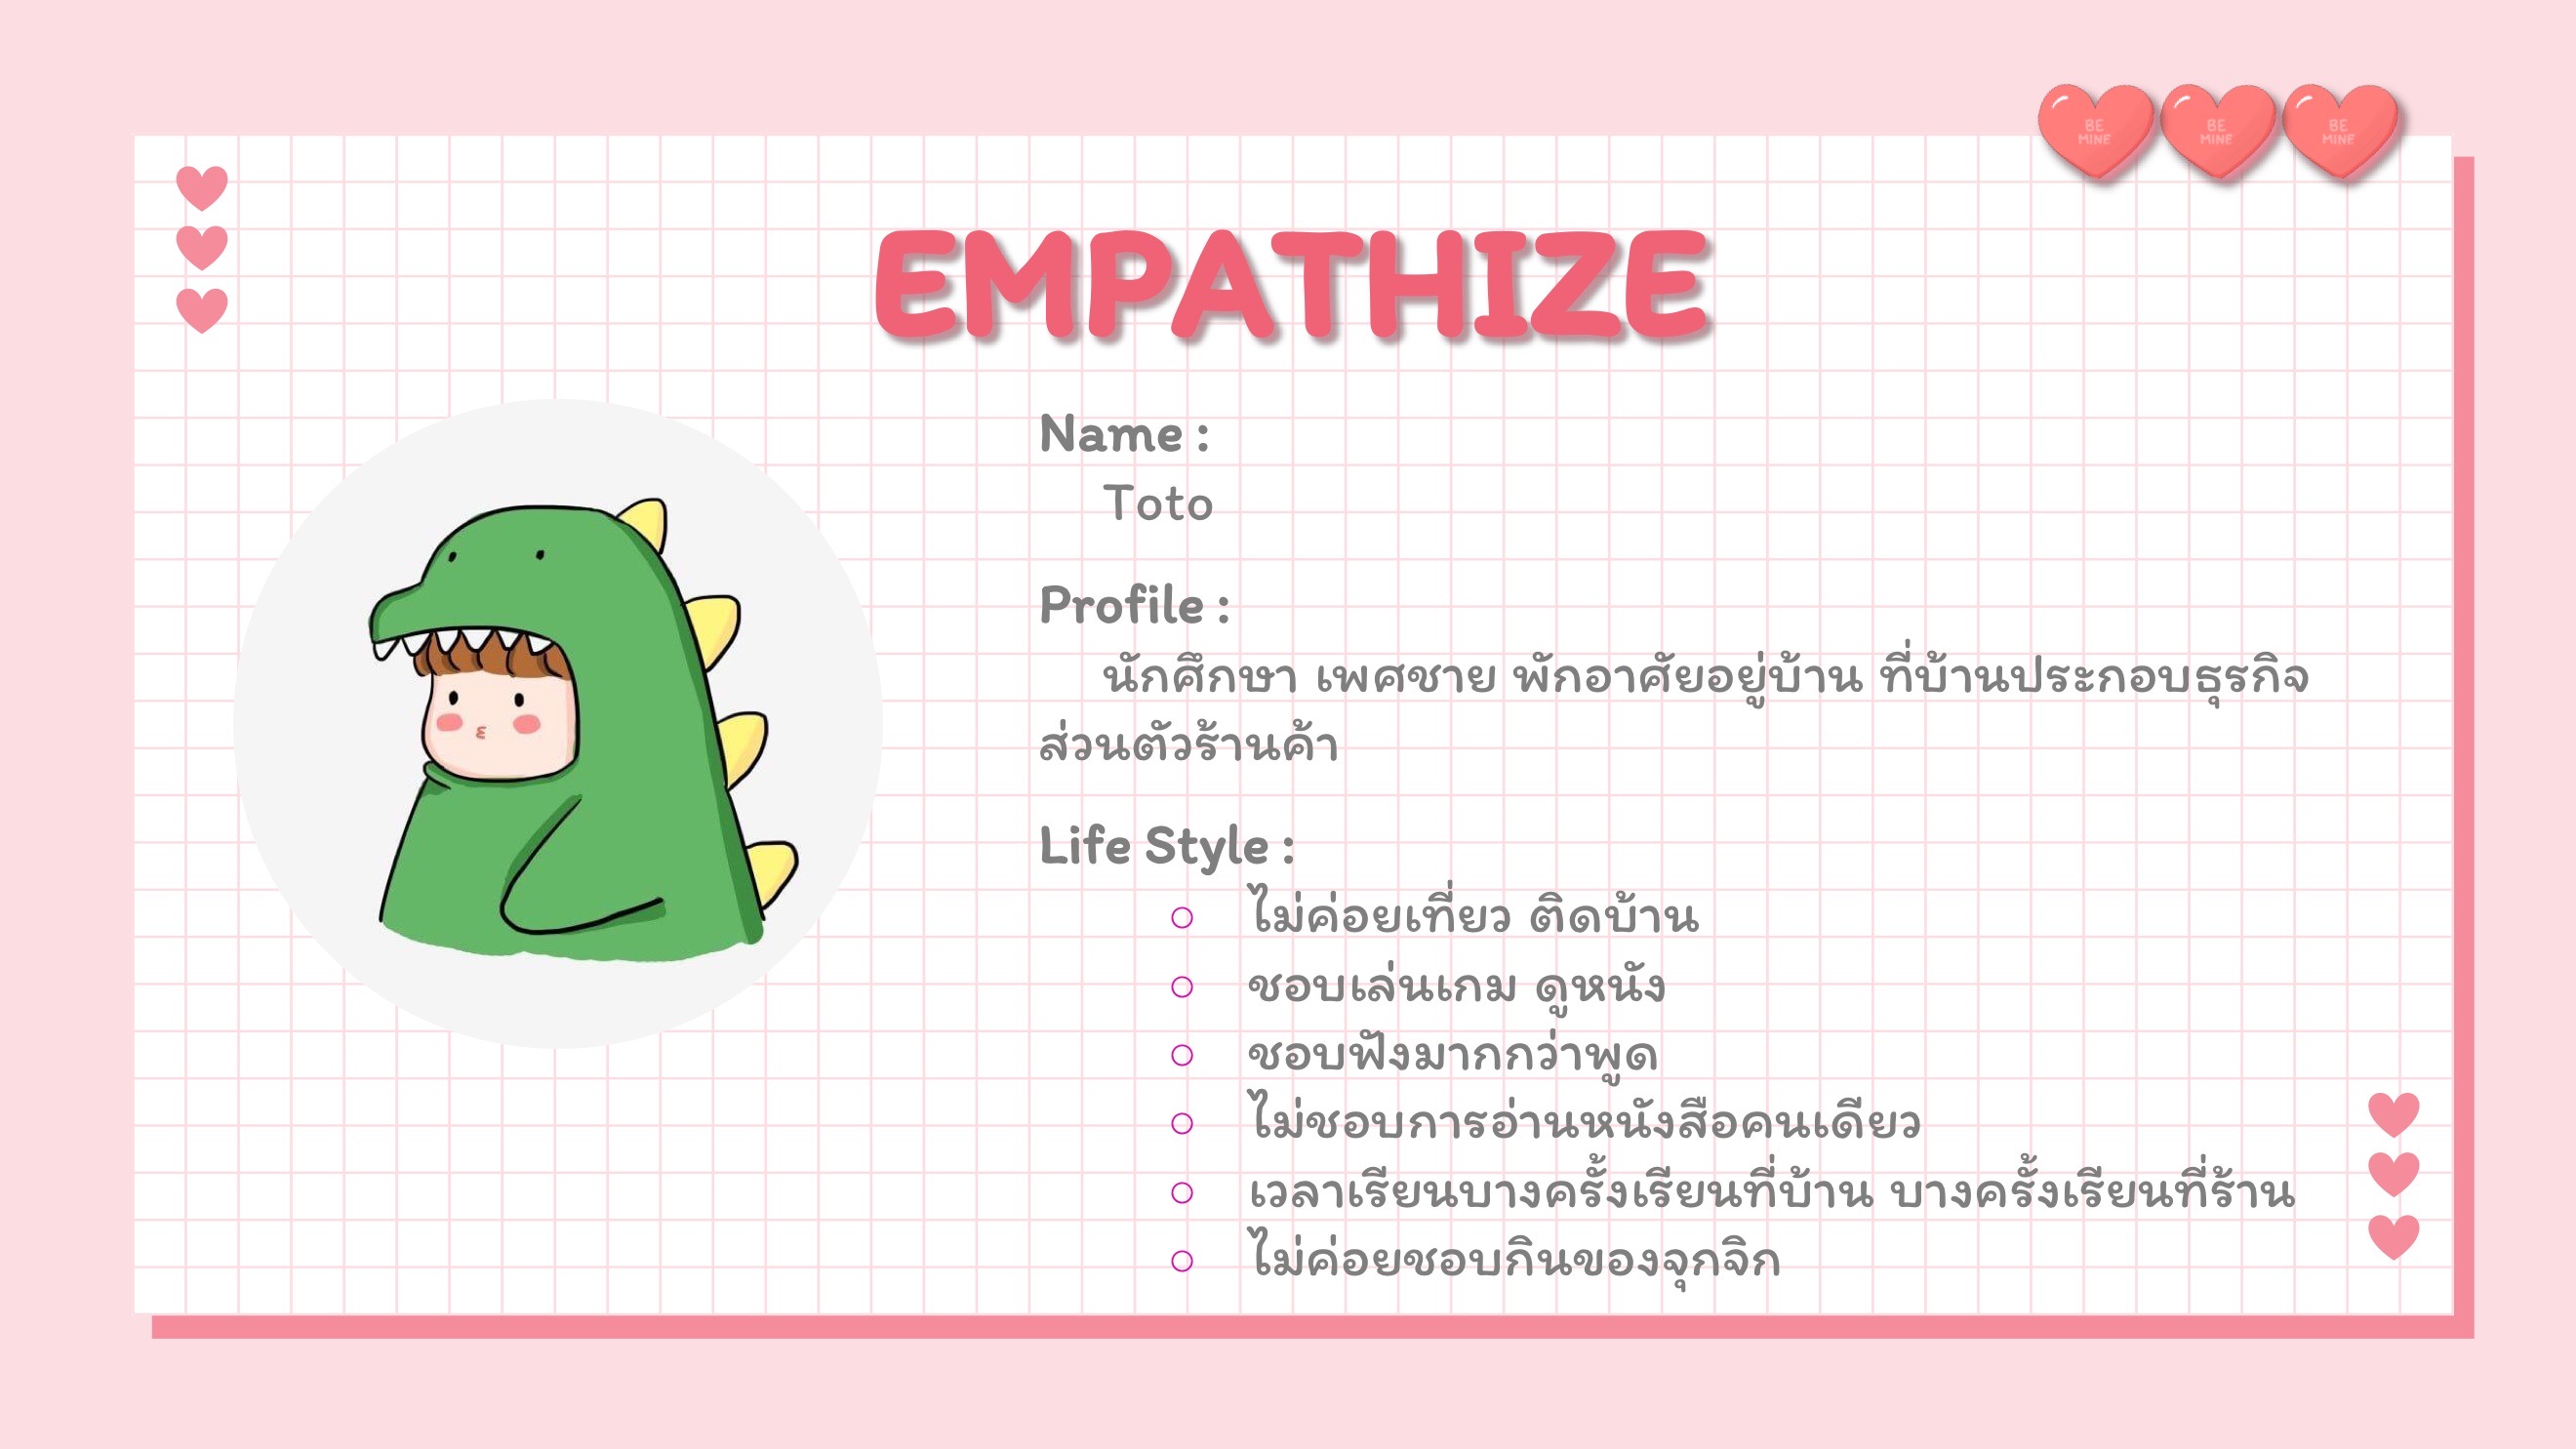 BE MINE BE MINE BE MINE
EMPATHIZE
Name :
Toto
Profile :
นักศึกษา เพศชาย พักอาศัยอยู่บ้าน ที่บ้านประกอบธุรกิจ
ส่วนตัวร้านค้า
Life Style :
○ ไม่ค่อยเที่ยว ติดบ้าน
○ ชอบเล่นเกม ดูหนัง
○ ชอบฟังมากกว่าพูด
○ ไม่ชอบการอ่านหนังสือคนเดียว
○ เวลาเรียนบางครั้งเรียนที่บ้าน บางครั้งเรียนที่ร้าน
○ ไม่ค่อยชอบกินของจุกจิก